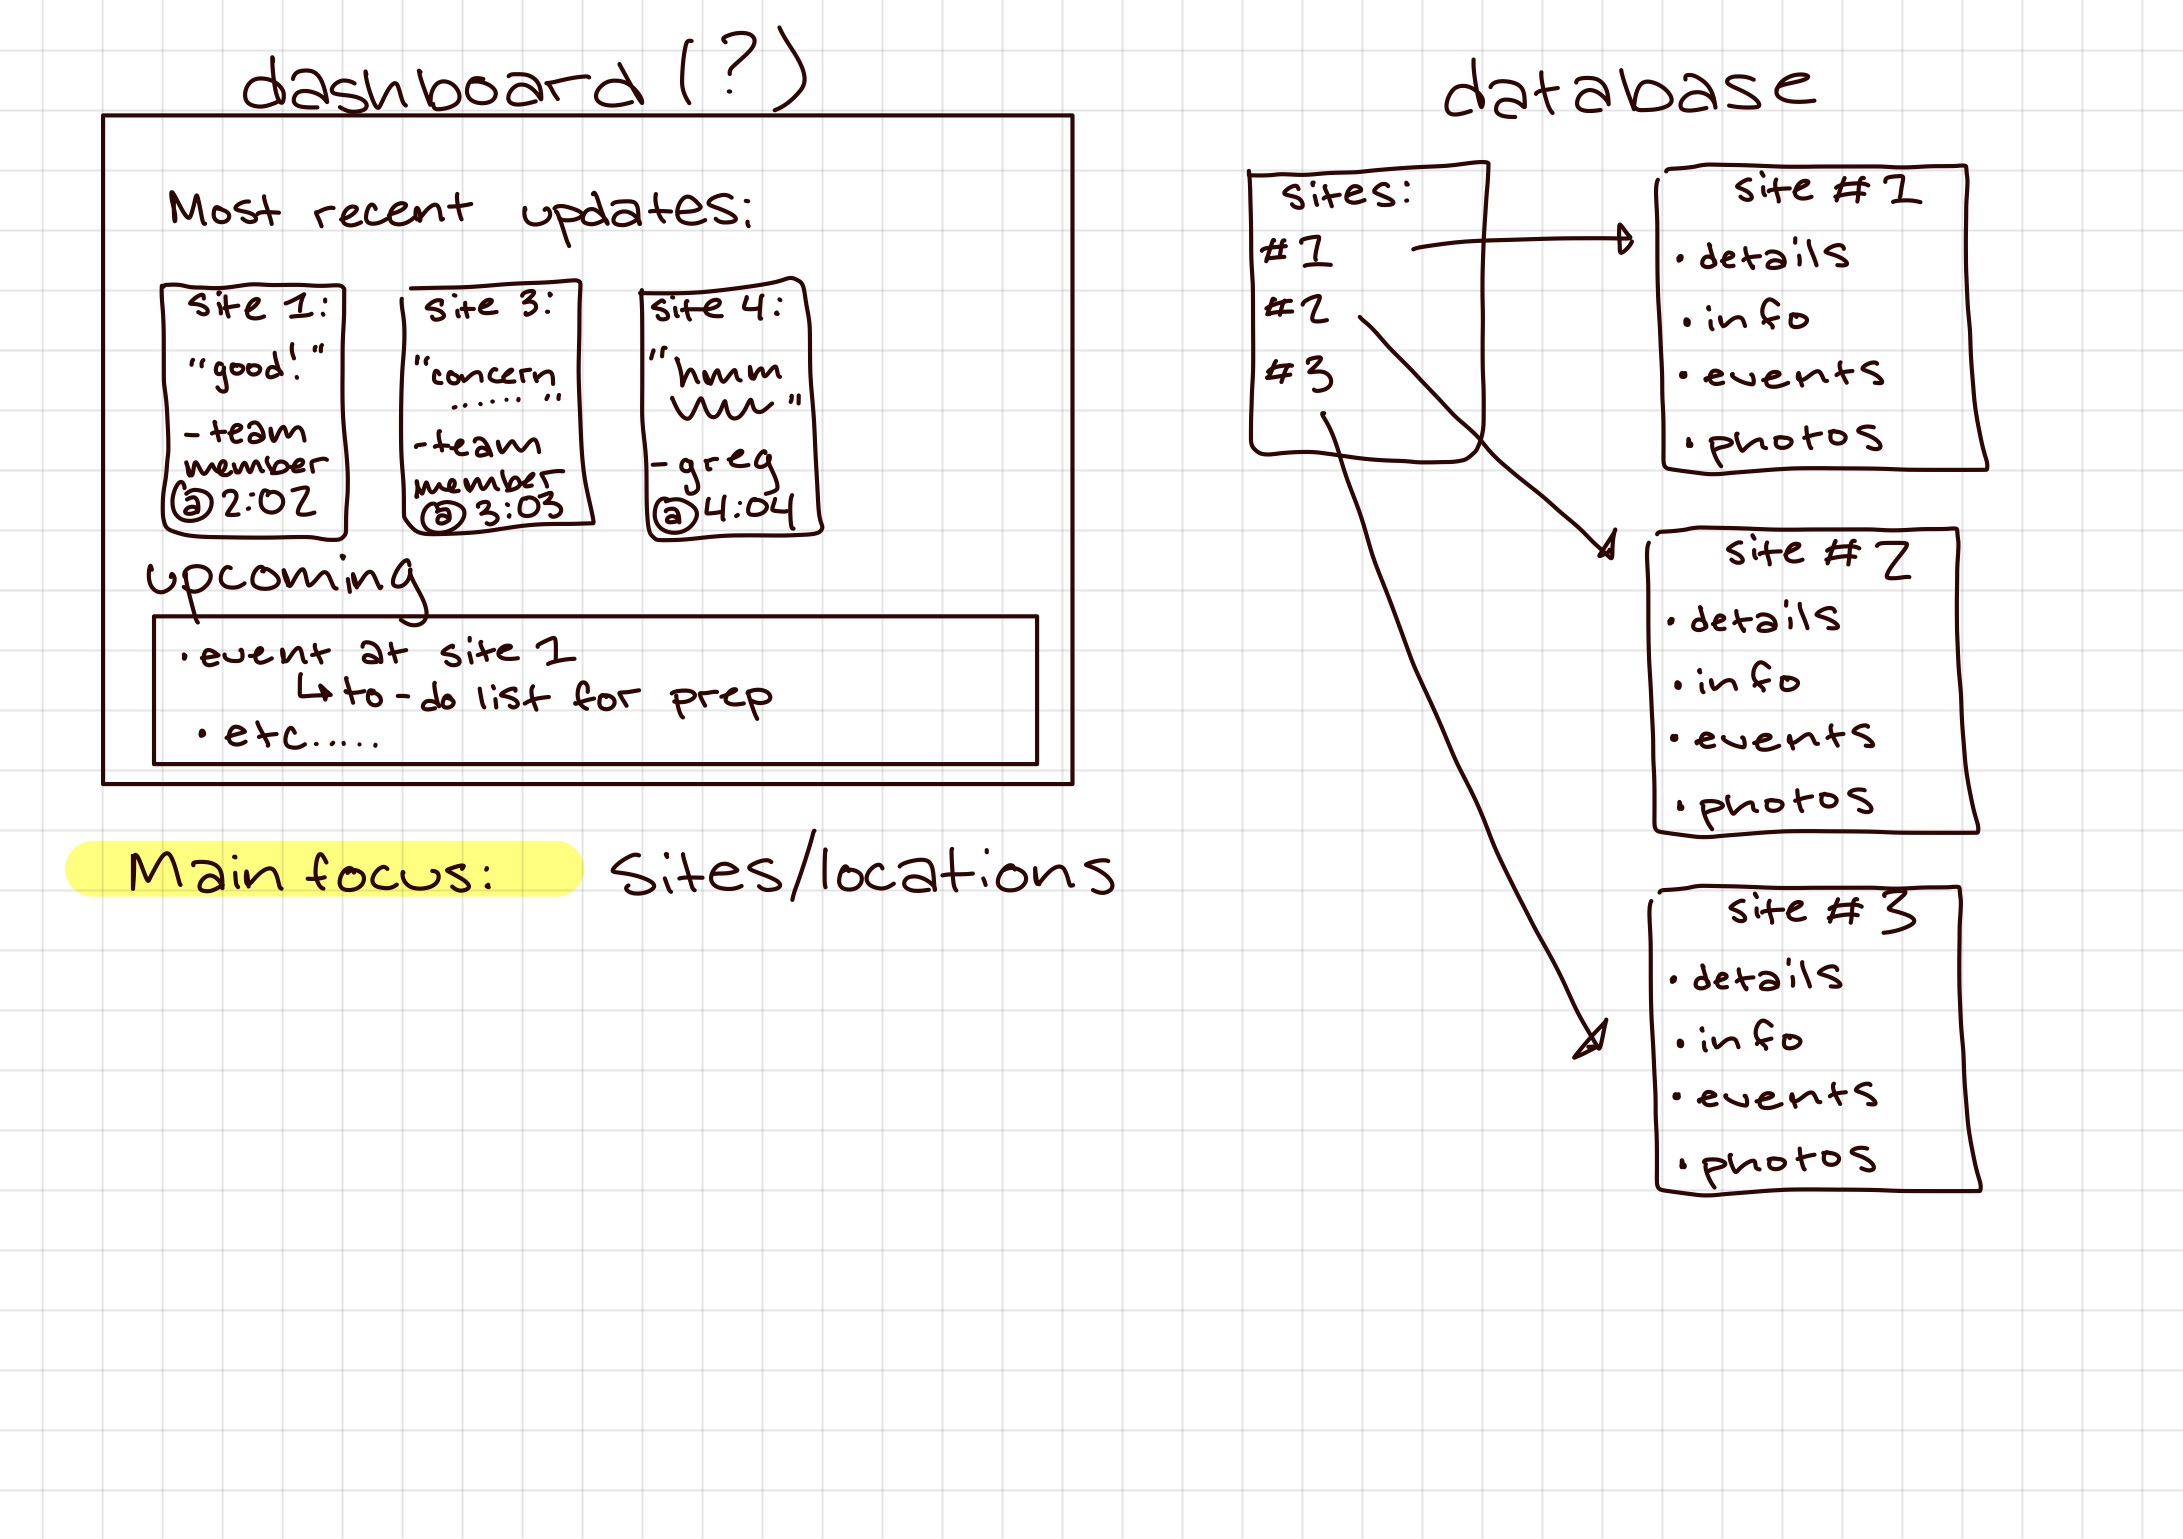 dashboard (?)
Most recent updates:
site 1:
"good!"
- team
member
@ 2:02
site 3:
"concern
......"
- team
member
@ 3:03
site 4:
"hmm
"
- greg
@ 4:04
upcoming
• event at site 1
↳ to-do list for prep
• etc.....
Main focus: Sites/locations
database
sites:
#1
#2
#3
site #1
• details
• info
• events
• photos
site #2
• details
• info
• events
• photos
site #3
• details
• info
• events
• photos